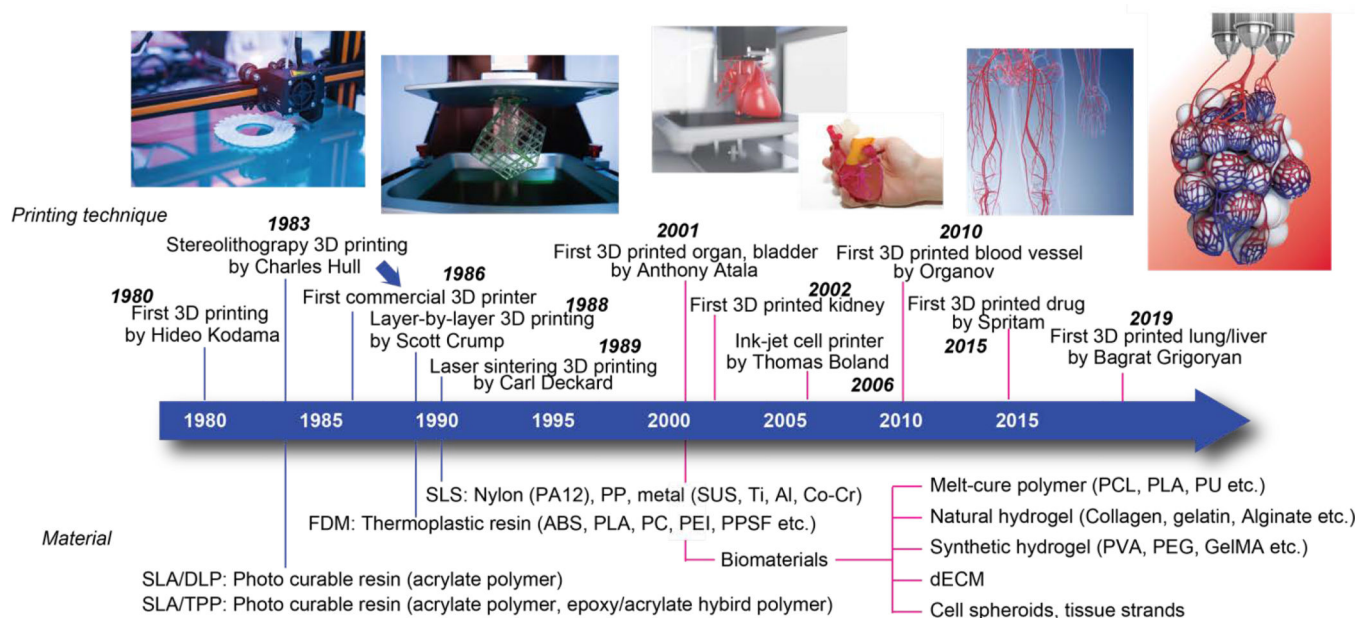 Printing technique
1983
Stereolithograpy 3D printing
by Charles Hull
1980
First 3D printing
by Hideo Kodama
1986
First commercial 3D printer
1988
Layer-by-layer 3D printing
by Scott Crump
1989
Laser sintering 3D printing
by Carl Deckard
2001
First 3D printed organ, bladder
by Anthony Atala
2002
First 3D printed kidney
Ink-jet cell printer
by Thomas Boland
2006
2010
First 3D printed blood vessel
by Organov
First 3D printed drug
by Spritam
2015
2019
First 3D printed lung/liver
by Bagrat Grigoryan
1980 1985 1990 1995 2000 2005 2010 2015
Material
SLS: Nylon (PA12), PP, metal (SUS, Ti, Al, Co-Cr)
FDM: Thermoplastic resin (ABS, PLA, PC, PEI, PPSF etc.)
SLA/DLP: Photo curable resin (acrylate polymer)
SLA/TPP: Photo curable resin (acrylate polymer, epoxy/acrylate hybird polymer)
Biomaterials
Melt-cure polymer (PCL, PLA, PU etc.)
Natural hydrogel (Collagen, gelatin, Alginate etc.)
Synthetic hydrogel (PVA, PEG, GelMA etc.)
dECM
Cell spheroids, tissue strands